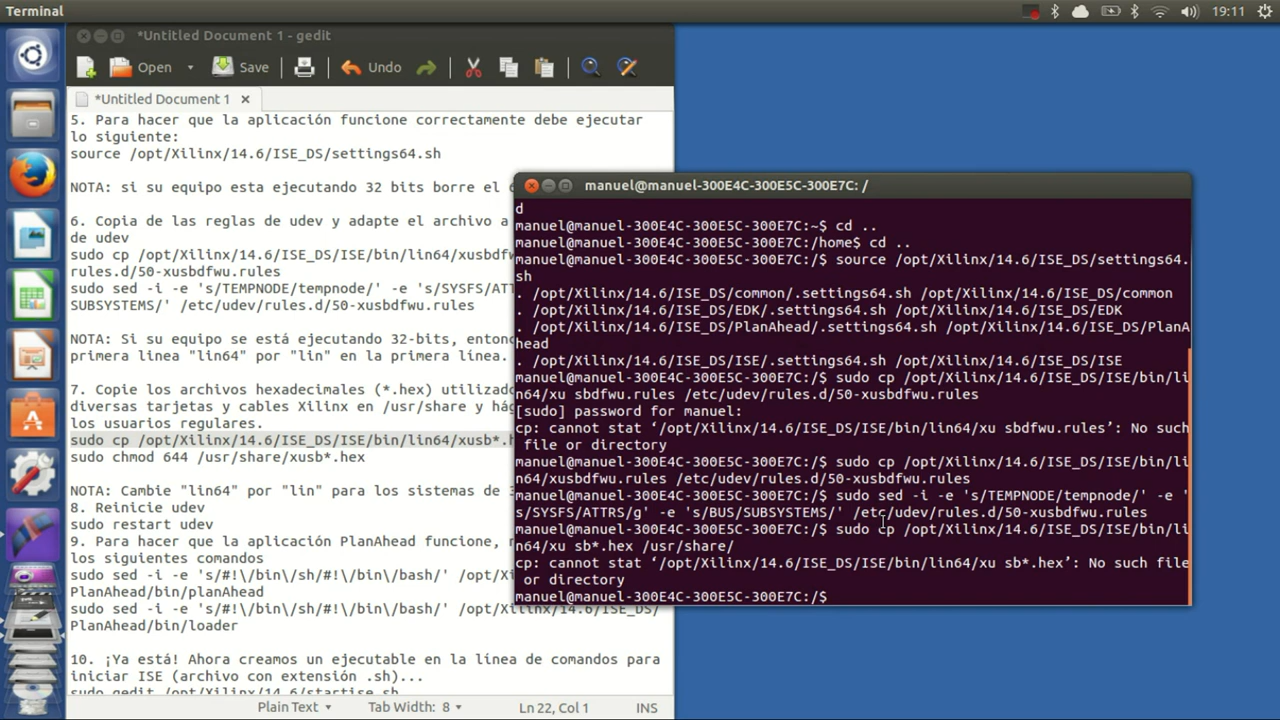 Terminal
19:11
*Untitled Document 1 - gedit
Open
Save
Undo
*Untitled Document 1
5. Para hacer que la aplicación funcione correctamente debe ejecutar
lo siguiente:
source /opt/Xilinx/14.6/ISE_DS/settings64.sh
NOTA: si su equipo esta ejecutando 32 bits borre el
6. Copia de las reglas de udev y adapte el archivo a
de udev
sudo cp /opt/Xilinx/14.6/ISE_DS/ISE/bin/lin64/xusbdf
rules.d/50-xusbdfwu.rules
sudo sed -i -e 's/TEMPNODE/tempnode/' -e 's/SYSFS/AT
SUBSYSTEMS/' /etc/udev/rules.d/50-xusbdfwu.rules
NOTA: Si su equipo se está ejecutando 32-bits, enton
primera linea "lin64" por "lin" en la primera línea.
7. Copie los archivos hexadecimales (*.hex) utilizad
diversas tarjetas y cables Xilinx en /usr/share y hág
los usuarios regulares.
sudo cp /opt/Xilinx/14.6/ISE_DS/ISE/bin/lin64/xusb*.h
sudo chmod 644 /usr/share/xusb*.hex
NOTA: Cambie "lin64" por "lin" para los sistemas de 3
8. Reinicie udev
sudo restart udev
9. Para hacer que la aplicación PlanAhead funcione,
los siguientes comandos
sudo sed -i -e 's/#!\/bin\/sh/#!\/bin\/bash/'
PlanAhead/bin/planAhead
sudo sed -i -e 's/#!\/bin\/sh/#!\/bin\/bash/' /opt/Xilinx/14.6/ISE_DS/
PlanAhead/bin/loader
10. ¡Ya está! Ahora creamos un ejecutable en la línea de comandos para
iniciar ISE (archivo con extensión .sh)...
sudo gedit /opt/Xilinx/14.6/startise.sh
Plain Text
Tab Width: 8
Ln 22, Col 1
INS
manuel@manuel-300E4C-300E5C-300E7C: /
d
manuel@manuel-300E4C-300E5C-300E7C:~$ cd ..
manuel@manuel-300E4C-300E5C-300E7C:/home$ cd ..
manuel@manuel-300E4C-300E5C-300E7C:/$ source /opt/Xilinx/14.6/ISE_DS/settings64.
sh
. /opt/Xilinx/14.6/ISE_DS/common/.settings64.sh /opt/Xilinx/14.6/ISE_DS/common
. /opt/Xilinx/14.6/ISE_DS/EDK/.settings64.sh /opt/Xilinx/14.6/ISE_DS/EDK
. /opt/Xilinx/14.6/ISE_DS/PlanAhead/.settings64.sh /opt/Xilinx/14.6/ISE_DS/PlanA
head
. /opt/Xilinx/14.6/ISE_DS/ISE/.settings64.sh /opt/Xilinx/14.6/ISE_DS/ISE
manuel@manuel-300E4C-300E5C-300E7C:/$ sudo cp /opt/Xilinx/14.6/ISE_DS/ISE/bin/li
n64/xu sbdfwu.rules /etc/udev/rules.d/50-xusbdfwu.rules
[sudo] password for manuel:
cp: cannot stat ‘/opt/Xilinx/14.6/ISE_DS/ISE/bin/lin64/xu sbdfwu.rules’: No such
file or directory
manuel@manuel-300E4C-300E5C-300E7C:/$ sudo cp /opt/Xilinx/14.6/ISE_DS/ISE/bin/li
n64/xusbdfwu.rules /etc/udev/rules.d/50-xusbdfwu.rules
manuel@manuel-300E4C-300E5C-300E7C:/$ sudo sed -i -e 's/TEMPNODE/tempnode/' -e '
s/SYSFS/ATTRS/g' -e 's/BUS/SUBSYSTEMS/' /etc/udev/rules.d/50-xusbdfwu.rules
manuel@manuel-300E4C-300E5C-300E7C:/$ sudo cp /opt/Xilinx/14.6/ISE_DS/ISE/bin/li
n64/xu sb*.hex /usr/share/
cp: cannot stat ‘/opt/Xilinx/14.6/ISE_DS/ISE/bin/lin64/xu sb*.hex’: No such file
or directory
manuel@manuel-300E4C-300E5C-300E7C:/$